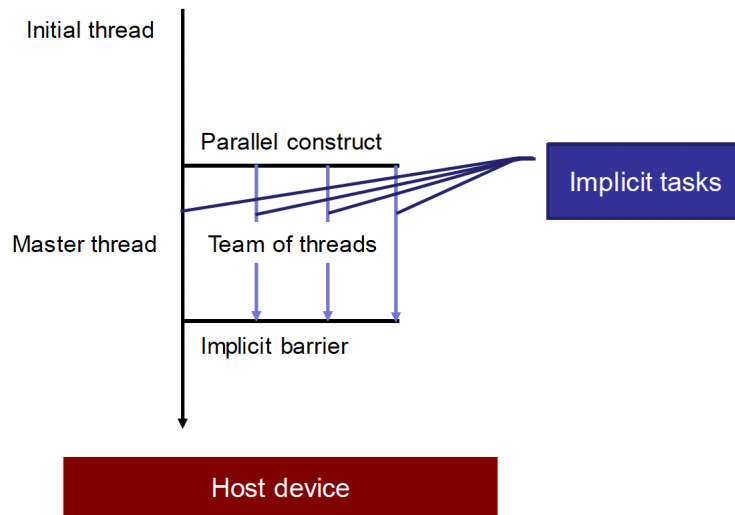 Initial thread
Parallel construct
Implicit tasks
Master thread
Team of threads
Implicit barrier
Host device